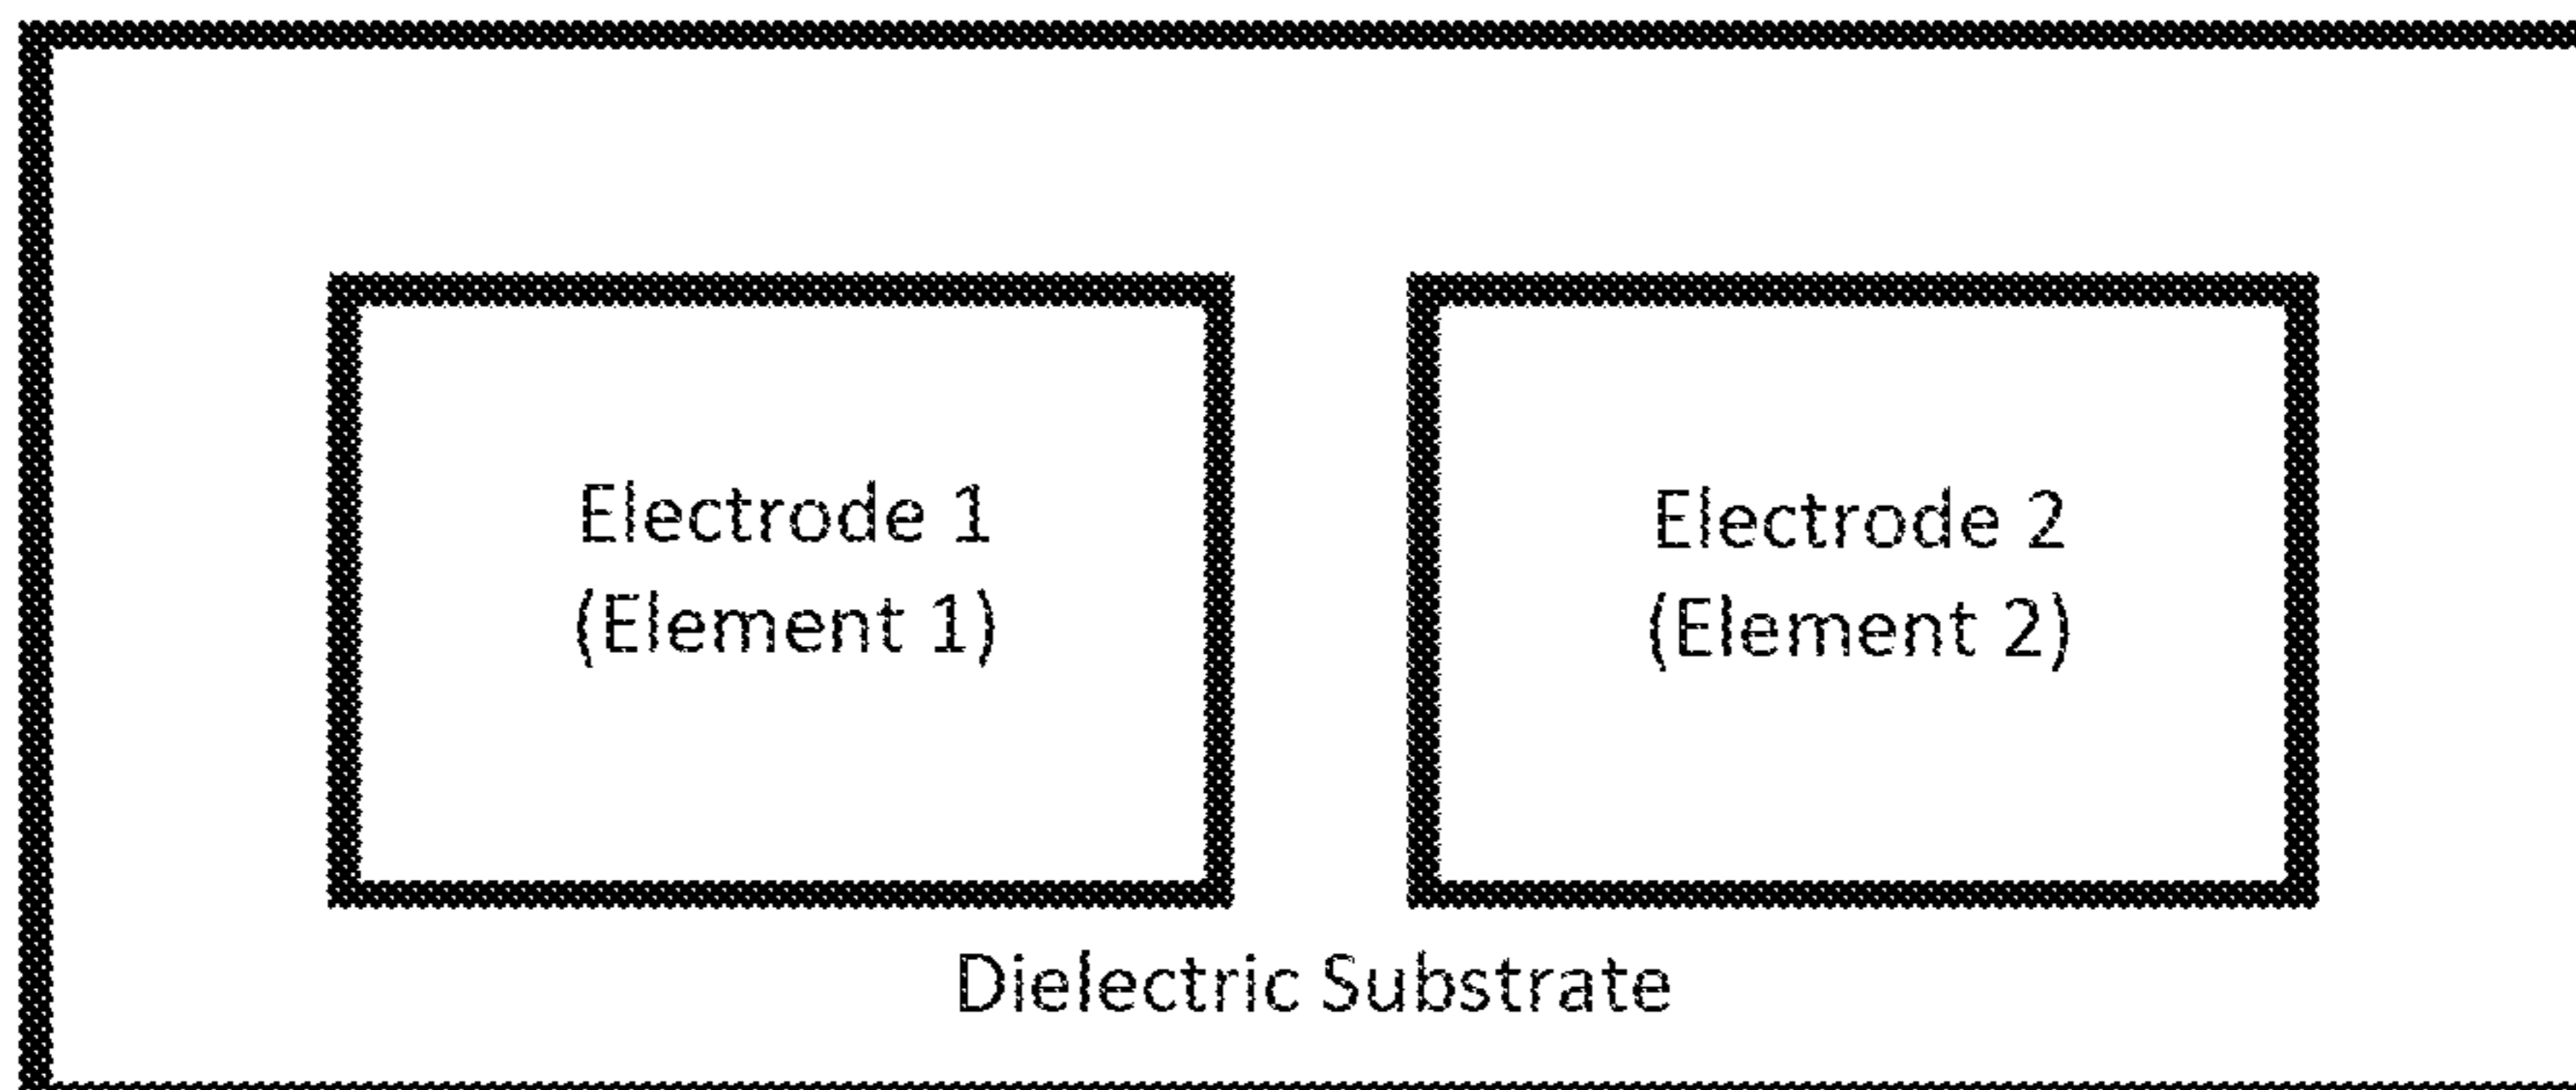 Electrode 1
(Element 1)
Electrode 2
(Element 2)
Dielectric Substrate